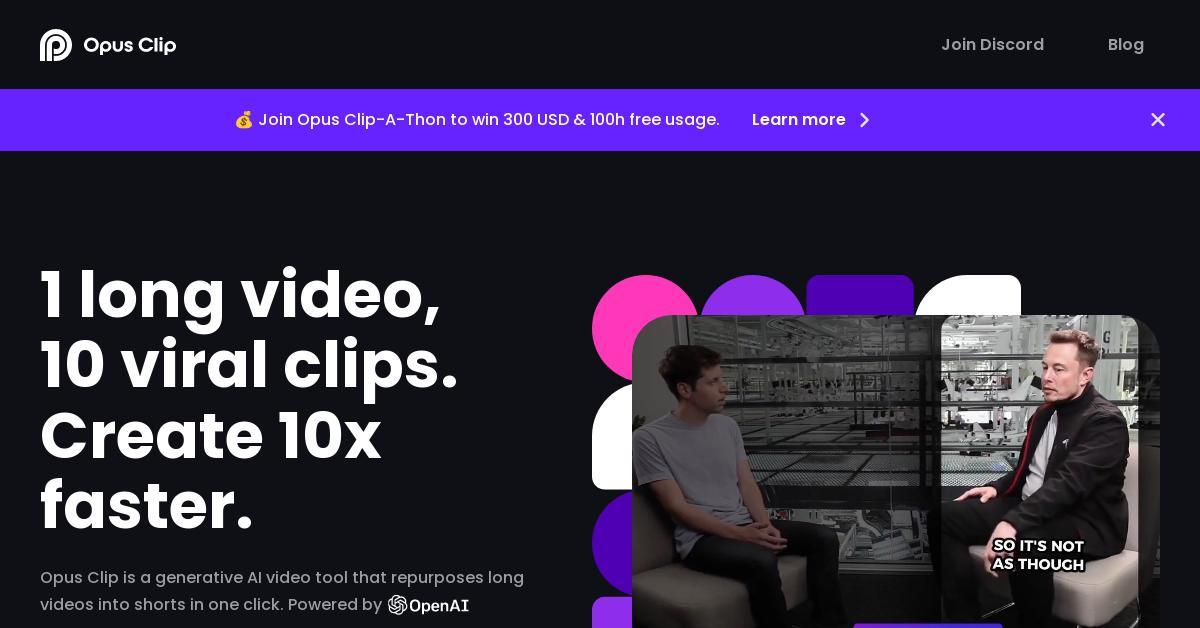 Opus Clip
Join Discord
Blog
💰 Join Opus Clip-A-Thon to win 300 USD & 100h free usage.
Learn more
1 long video,
10 viral clips.
Create 10x
faster.
Opus Clip is a generative AI video tool that repurposes long
videos into shorts in one click. Powered by OpenAI
SO IT'S NOT
AS THOUGH